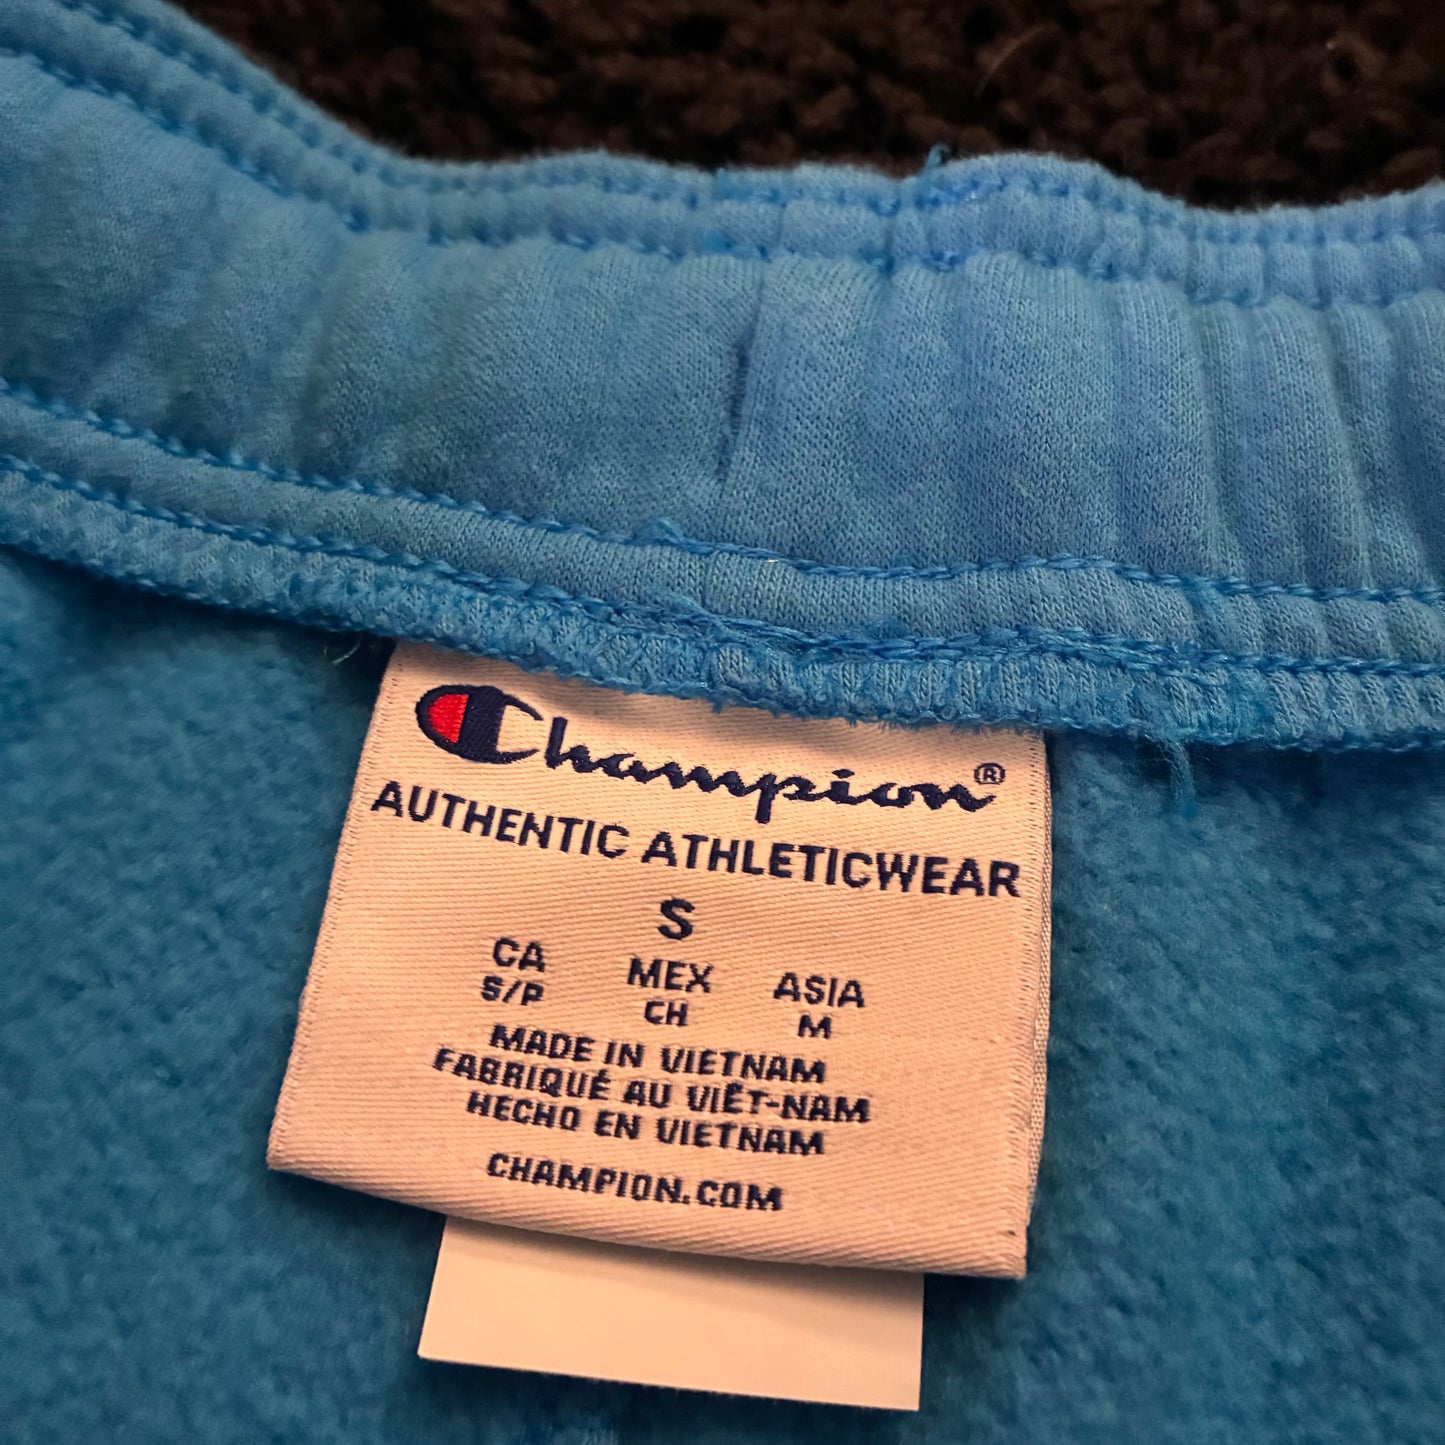 Champion®
AUTHENTIC ATHLETICWEAR
S
CA MEX ASIA
S/P CH M
MADE IN VIETNAM
FABRIQUÉ AU VIÊT-NAM
HECHO EN VIETNAM
CHAMPION.COM